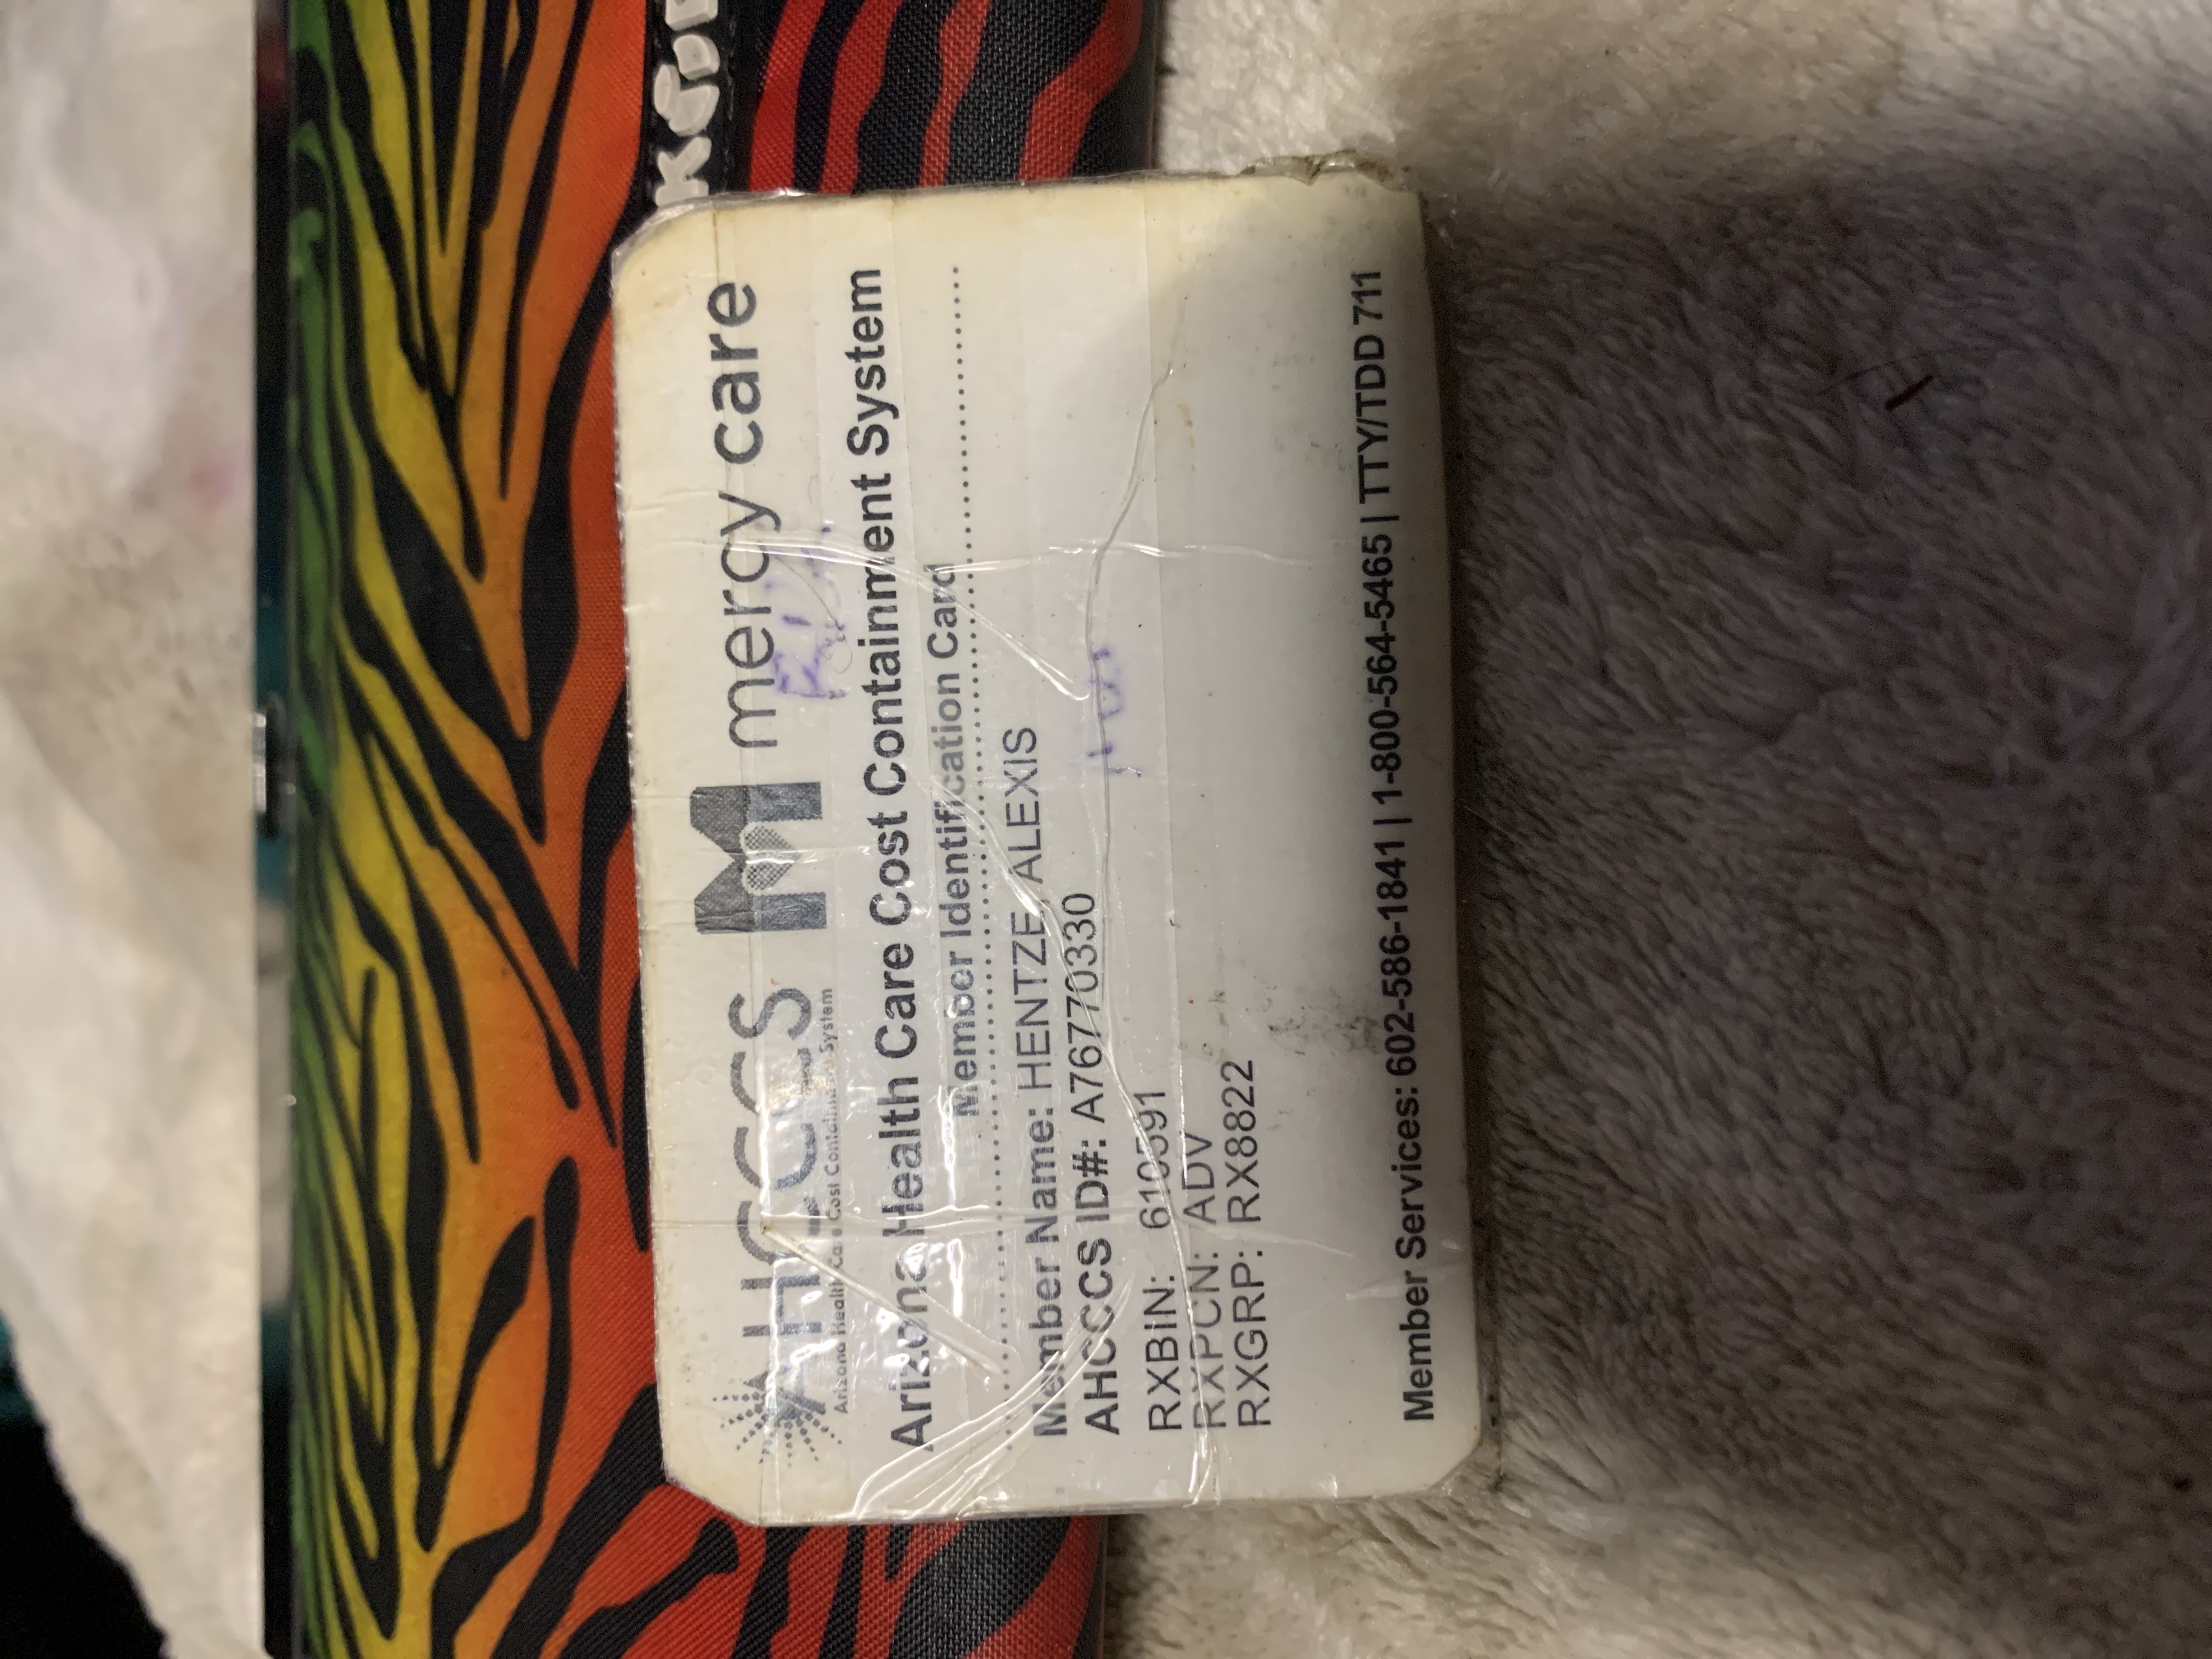 AHCCCS mercy care
Arizona Health Care Cost Containment System
Arizona Health Care Cost Containment System
Member Identification Card
Member Name: HENTZE, ALEXIS
AHCCCS ID#: A76770330
RXBIN: 610591
RXPCN: ADV
RXGRP: RX8822
Member Services: 602-586-1841 | 1-800-564-5465 | TTY/TDD 711